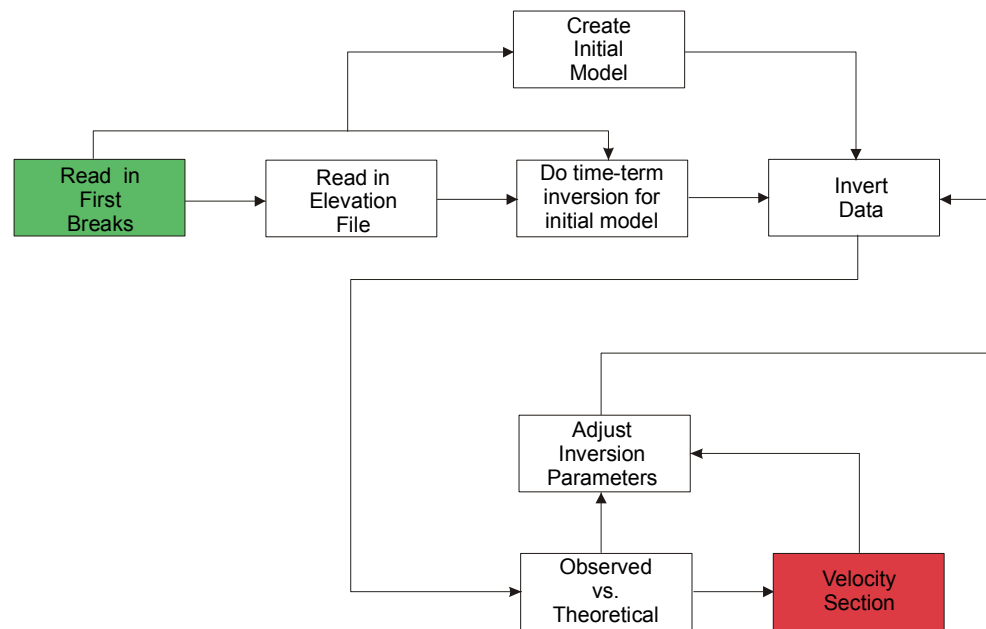 Create
Initial
Model
Read in
First
Breaks
Read in
Elevation
File
Do time-term
inversion for
initial model
Invert
Data
Adjust
Inversion
Parameters
Observed
vs.
Theoretical
Velocity
Section